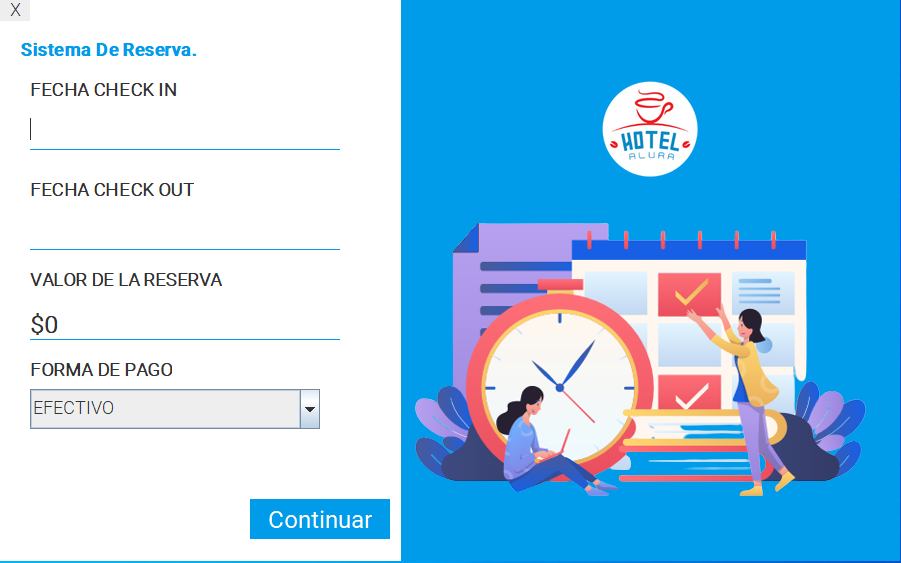 X
Sistema De Reserva.
FECHA CHECK IN
FECHA CHECK OUT
VALOR DE LA RESERVA
$0
FORMA DE PAGO
EFECTIVO
Continuar
HOTEL
ALURA